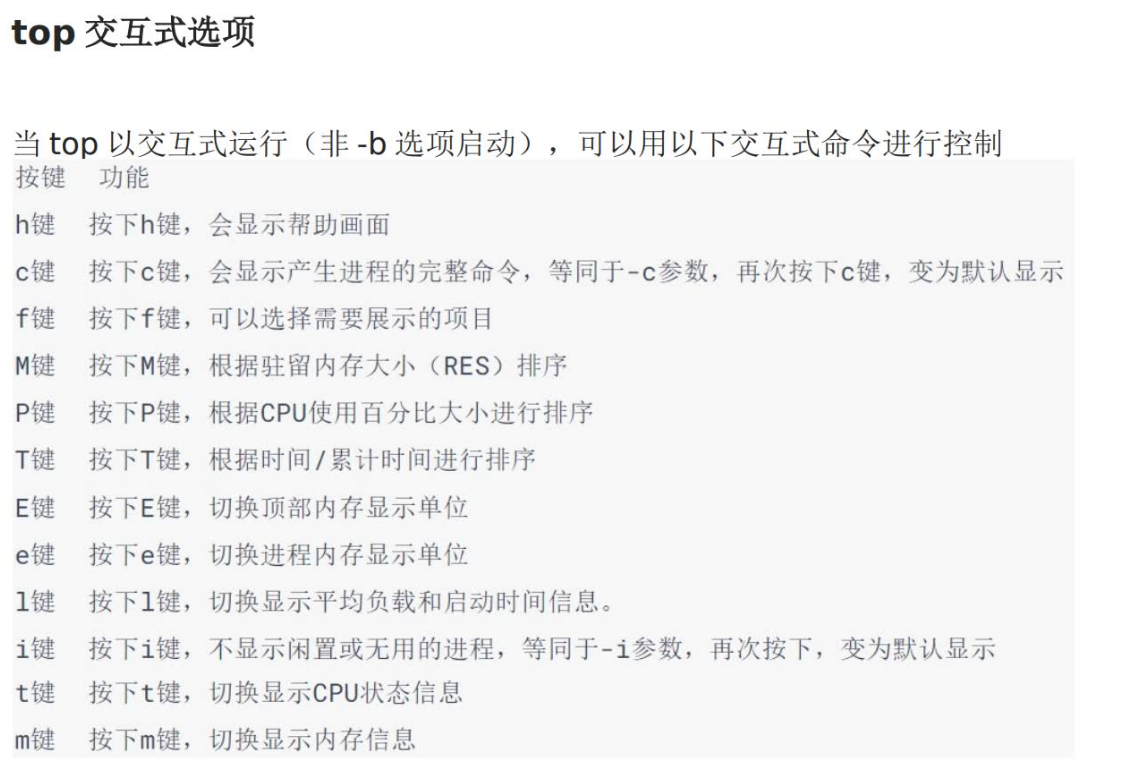 top 交互式选项
当 top 以交互式运行（非 -b 选项启动），可以用以下交互式命令进行控制
按键 功能
h键 按下h键，会显示帮助画面
c键 按下c键，会显示产生进程的完整命令，等同于-c参数，再次按下c键，变为默认显示
f键 按下f键，可以选择需要展示的项目
M键 按下M键，根据驻留内存大小（RES）排序
P键 按下P键，根据CPU使用百分比大小进行排序
T键 按下T键，根据时间/累计时间进行排序
E键 按下E键，切换顶部内存显示单位
e键 按下e键，切换进程内存显示单位
l键 按下l键，切换显示平均负载和启动时间信息。
i键 按下i键，不显示闲置或无用的进程，等同于-i参数，再次按下，变为默认显示
t键 按下t键，切换显示CPU状态信息
m键 按下m键，切换显示内存信息